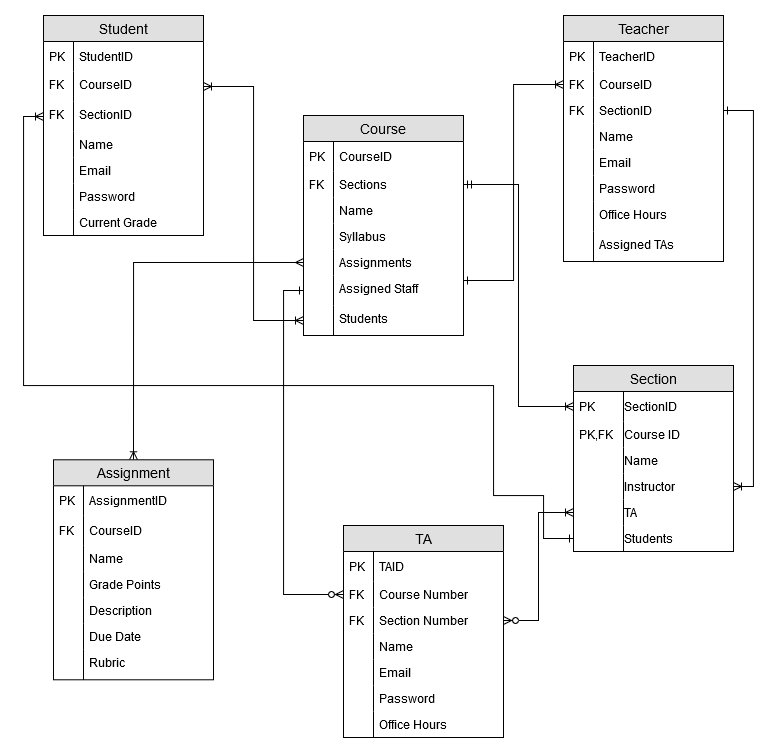 Student
PK StudentID
FK CourseID
FK SectionID
Name
Email
Password
Current Grade
Teacher
PK TeacherID
FK CourseID
FK SectionID
Name
Email
Password
Office Hours
Assigned TAs
Course
PK CourseID
FK Sections
Name
Syllabus
Assignments
Assigned Staff
Students
Section
PK SectionID
PK,FK Course ID
Name
Instructor
TA
Students
Assignment
PK AssignmentID
FK CourseID
Name
Grade Points
Description
Due Date
Rubric
TA
PK TAID
FK Course Number
FK Section Number
Name
Email
Password
Office Hours